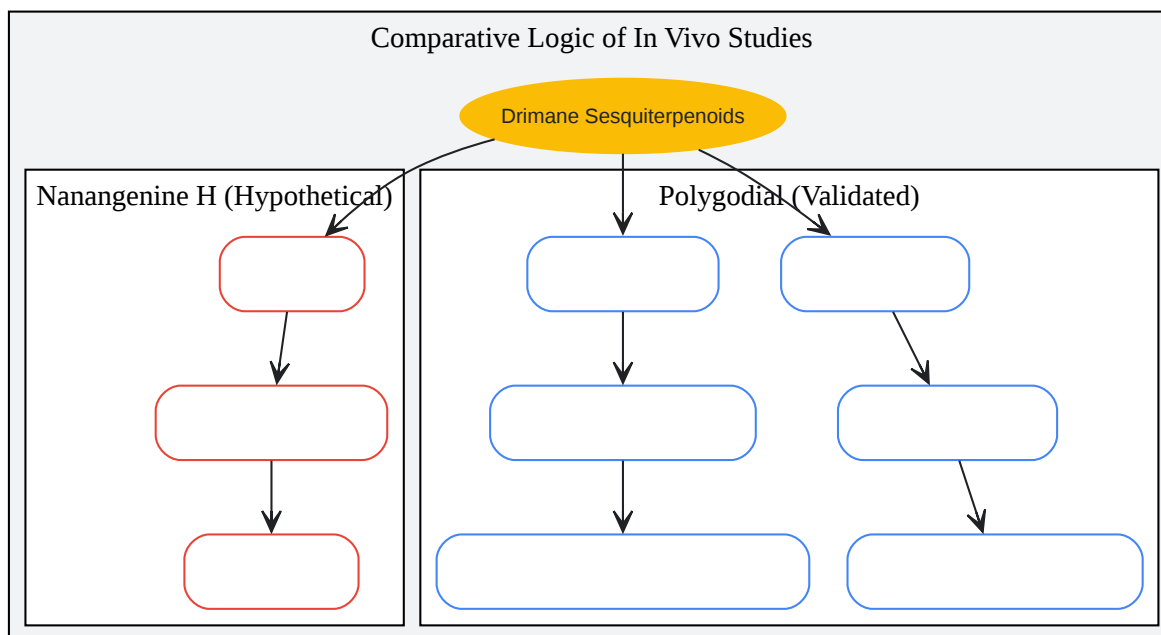 Comparative Logic of In Vivo Studies
Drimane Sesquiterpenoids
Nanangenine H (Hypothetical)
Polygodial (Validated)